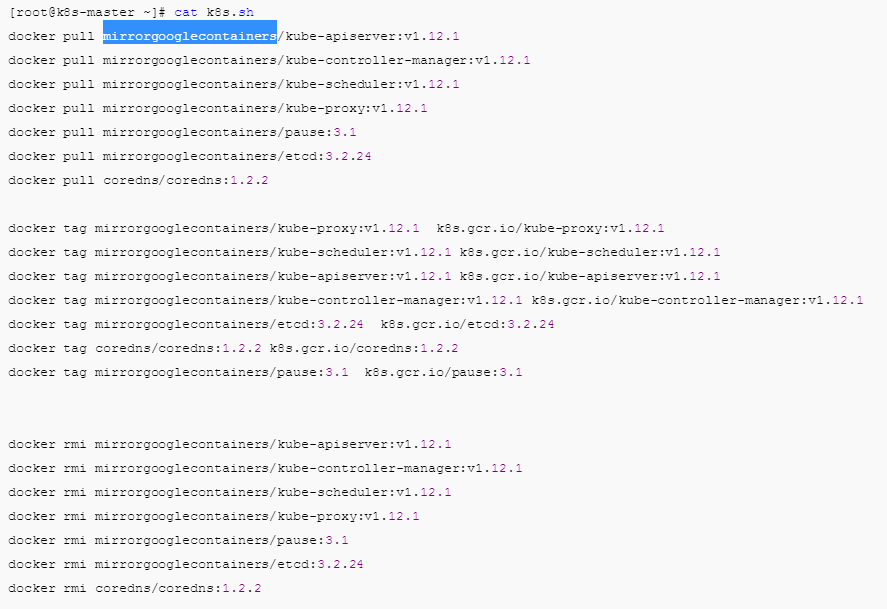 [root@k8s-master ~]# cat k8s.sh
docker pull mirrorgooglecontainers/kube-apiserver:v1.12.1
docker pull mirrorgooglecontainers/kube-controller-manager:v1.12.1
docker pull mirrorgooglecontainers/kube-scheduler:v1.12.1
docker pull mirrorgooglecontainers/kube-proxy:v1.12.1
docker pull mirrorgooglecontainers/pause:3.1
docker pull mirrorgooglecontainers/etcd:3.2.24
docker pull coredns/coredns:1.2.2
docker tag mirrorgooglecontainers/kube-proxy:v1.12.1  k8s.gcr.io/kube-proxy:v1.12.1
docker tag mirrorgooglecontainers/kube-scheduler:v1.12.1 k8s.gcr.io/kube-scheduler:v1.12.1
docker tag mirrorgooglecontainers/kube-apiserver:v1.12.1 k8s.gcr.io/kube-apiserver:v1.12.1
docker tag mirrorgooglecontainers/kube-controller-manager:v1.12.1 k8s.gcr.io/kube-controller-manager:v1.12.1
docker tag mirrorgooglecontainers/etcd:3.2.24  k8s.gcr.io/etcd:3.2.24
docker tag coredns/coredns:1.2.2 k8s.gcr.io/coredns:1.2.2
docker tag mirrorgooglecontainers/pause:3.1  k8s.gcr.io/pause:3.1
docker rmi mirrorgooglecontainers/kube-apiserver:v1.12.1
docker rmi mirrorgooglecontainers/kube-controller-manager:v1.12.1
docker rmi mirrorgooglecontainers/kube-scheduler:v1.12.1
docker rmi mirrorgooglecontainers/kube-proxy:v1.12.1
docker rmi mirrorgooglecontainers/pause:3.1
docker rmi mirrorgooglecontainers/etcd:3.2.24
docker rmi coredns/coredns:1.2.2